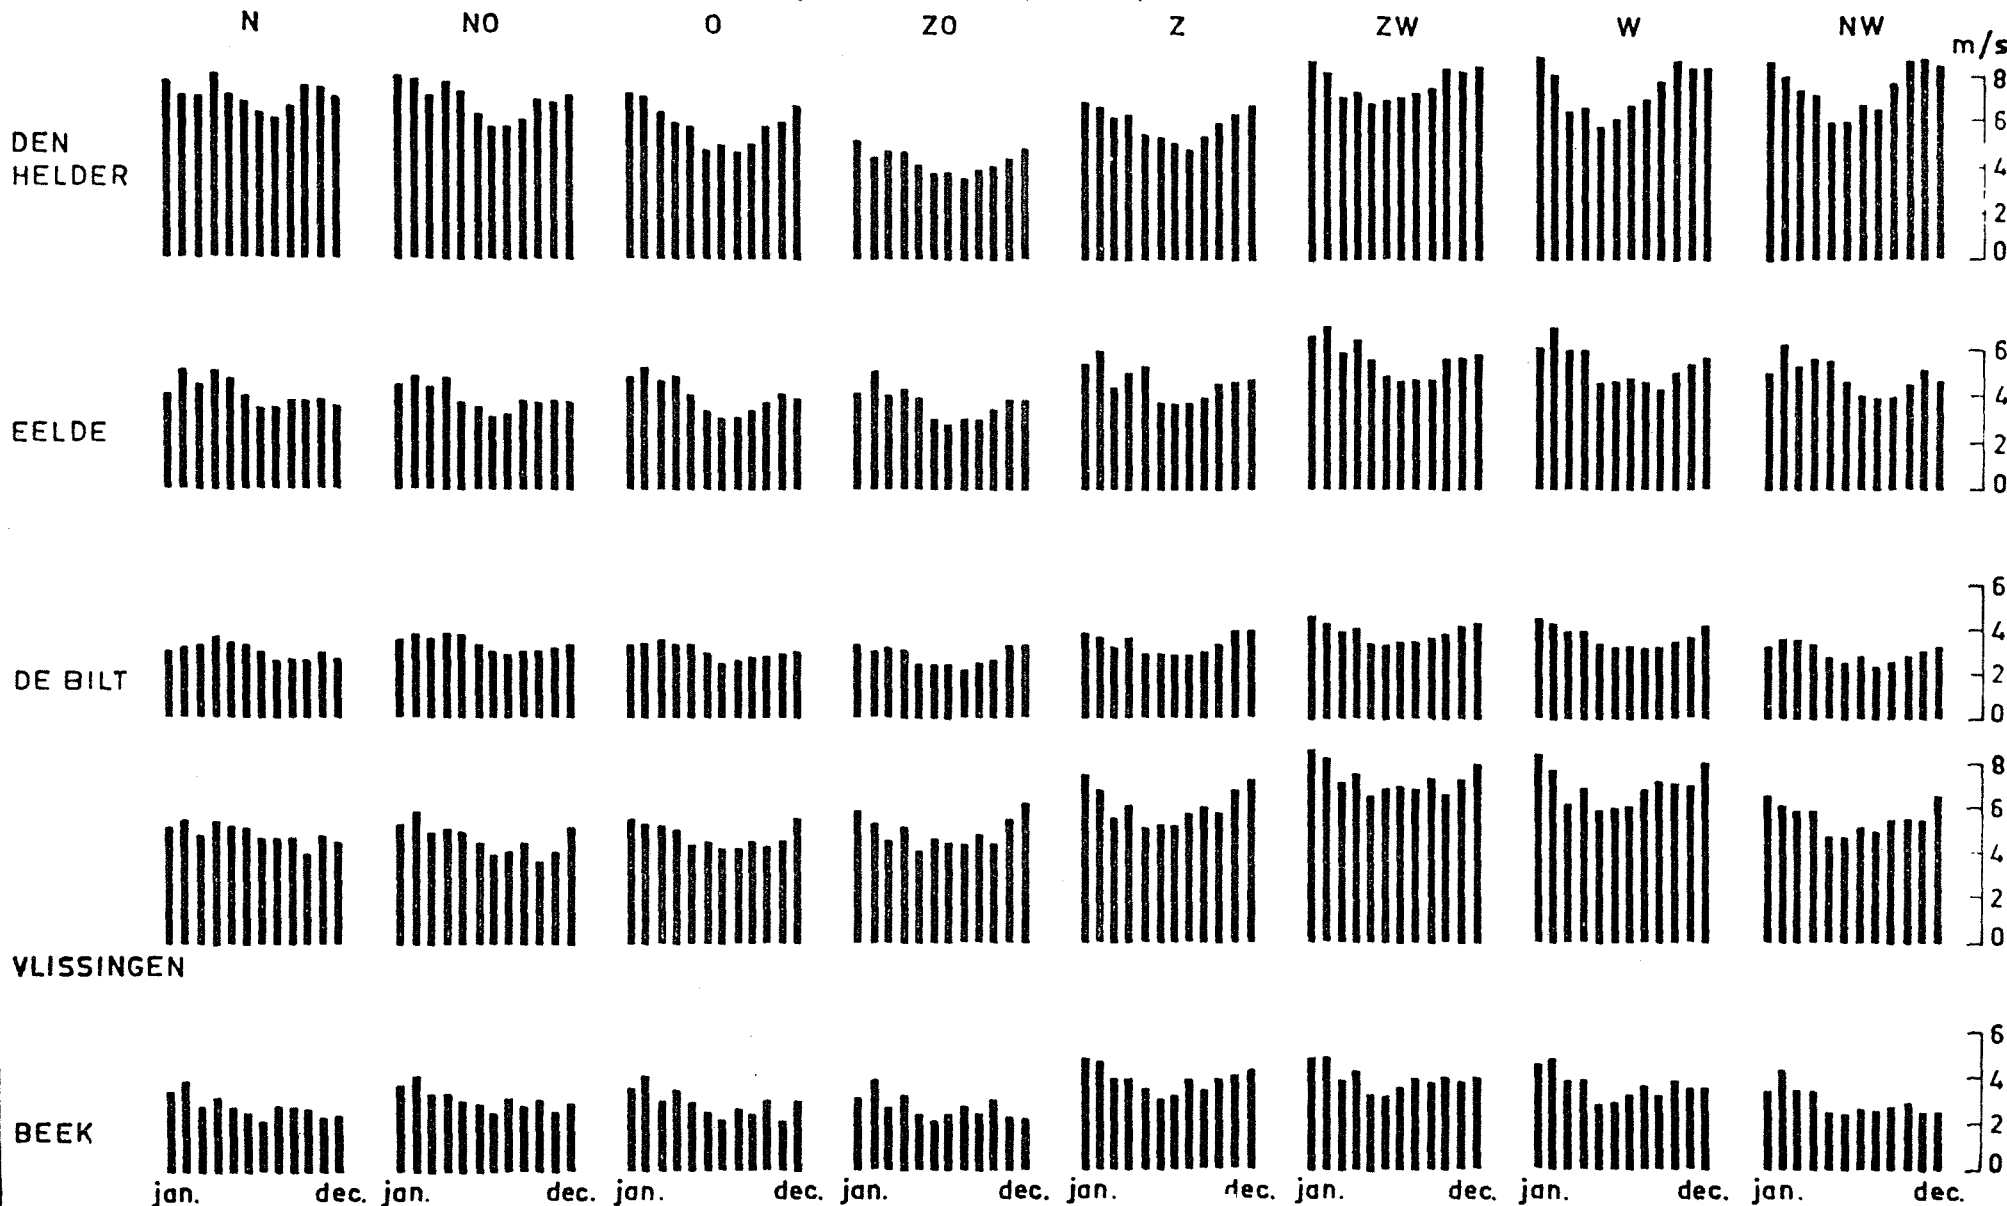 N NO O ZO Z ZW W NW
m/s
DEN
HELDER
8
6
4
2
0
EELDE
6
4
2
0
DE BILT
6
4
2
0
VLISSINGEN
8
6
4
2
0
BEEK
6
4
2
0
jan. dec. jan. dec. jan. dec. jan. dec. jan. dec. jan. dec. jan. dec. jan. dec.